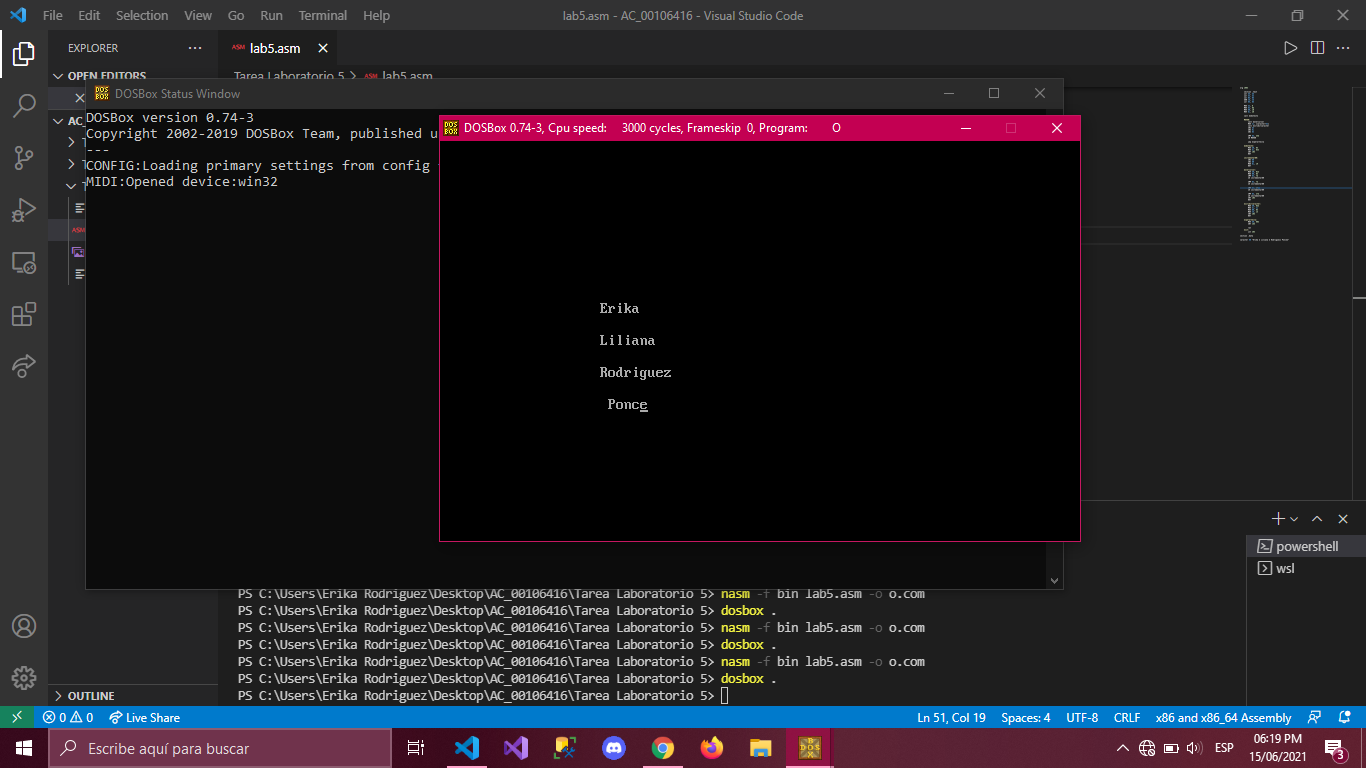 File Edit Selection View Go Run Terminal Help
lab5.asm - AC_00106416 - Visual Studio Code
EXPLORER
ASM lab5.asm
OPEN EDITORS
Tarea Laboratorio 5 > ASM lab5.asm
DOSBox Status Window
DOSBox version 0.74-3
Copyright 2002-2019 DOSBox Team, published u
---
CONFIG:Loading primary settings from config
MIDI:Opened device:win32
DOSBox 0.74-3, Cpu speed: 3000 cycles, Frameskip 0, Program: O
Erika
Liliana
Rodriguez
Ponce
powershell
wsl
PS C:\Users\Erika Rodriguez\Desktop\AC_00106416\Tarea Laboratorio 5> nasm -f bin lab5.asm -o o.com
PS C:\Users\Erika Rodriguez\Desktop\AC_00106416\Tarea Laboratorio 5> dosbox .
PS C:\Users\Erika Rodriguez\Desktop\AC_00106416\Tarea Laboratorio 5> nasm -f bin lab5.asm -o o.com
PS C:\Users\Erika Rodriguez\Desktop\AC_00106416\Tarea Laboratorio 5> dosbox .
PS C:\Users\Erika Rodriguez\Desktop\AC_00106416\Tarea Laboratorio 5> nasm -f bin lab5.asm -o o.com
PS C:\Users\Erika Rodriguez\Desktop\AC_00106416\Tarea Laboratorio 5> dosbox .
PS C:\Users\Erika Rodriguez\Desktop\AC_00106416\Tarea Laboratorio 5>
OUTLINE
0 0 Live Share
Ln 51, Col 19 Spaces: 4 UTF-8 CRLF x86 and x86_64 Assembly
Escribe aquí para buscar
ESP
06:19 PM
15/06/2021
3